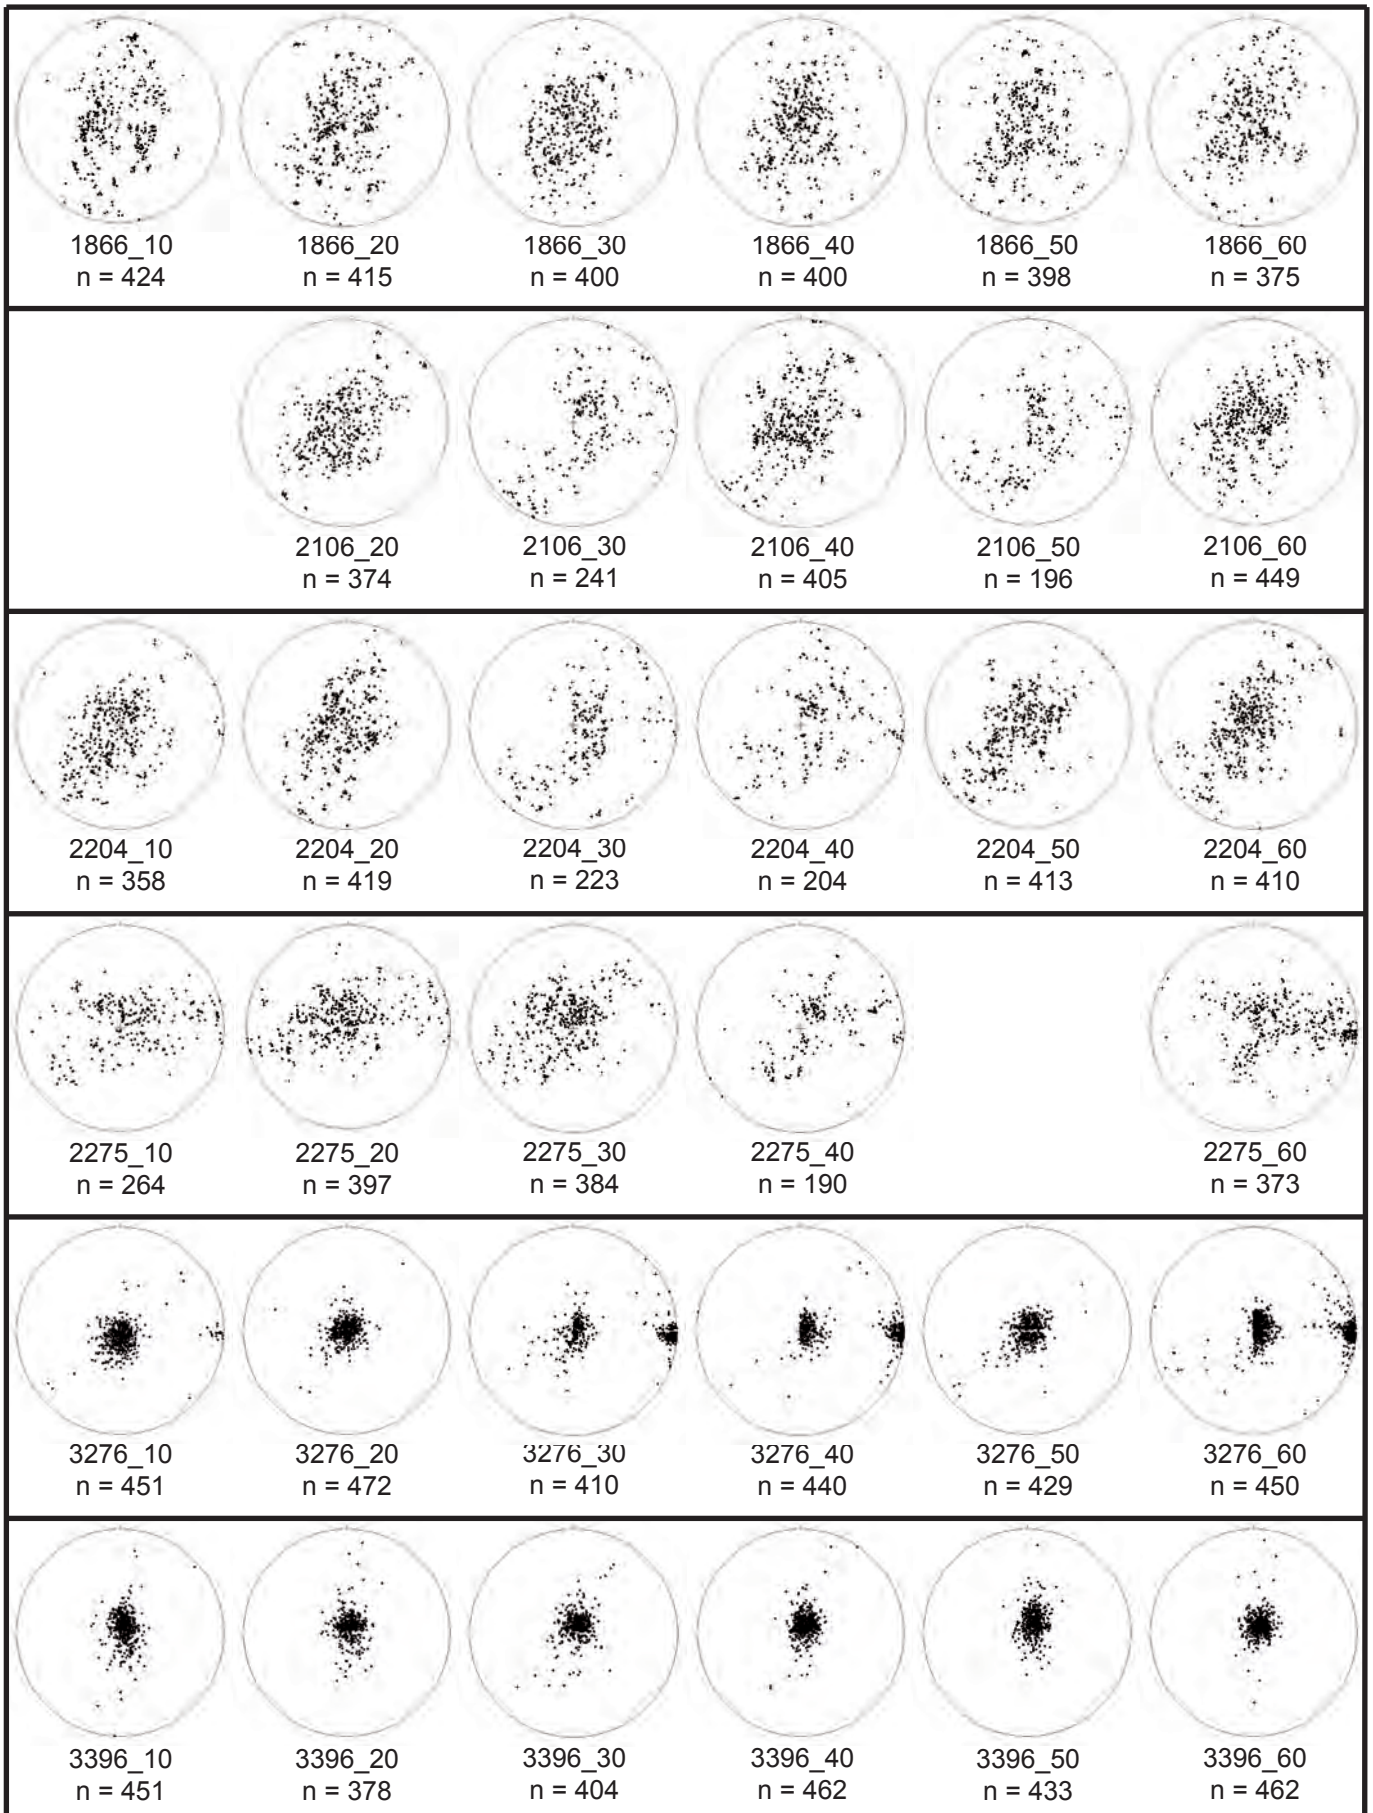 1866_10 1866_20 1866_30 1866_40 1866_50 1866_60
n = 424 n = 415 n = 400 n = 400 n = 398 n = 375
2106_20 2106_30 2106_40 2106_50 2106_60
n = 374 n = 241 n = 405 n = 196 n = 449
2204_10 2204_20 2204_30 2204_40 2204_50 2204_60
n = 358 n = 419 n = 223 n = 204 n = 413 n = 410
2275_10 2275_20 2275_30 2275_40 2275_60
n = 264 n = 397 n = 384 n = 190 n = 373
3276_10 3276_20 3276_30 3276_40 3276_50 3276_60
n = 451 n = 472 n = 410 n = 440 n = 429 n = 450
3396_10 3396_20 3396_30 3396_40 3396_50 3396_60
n = 451 n = 378 n = 404 n = 462 n = 433 n = 462